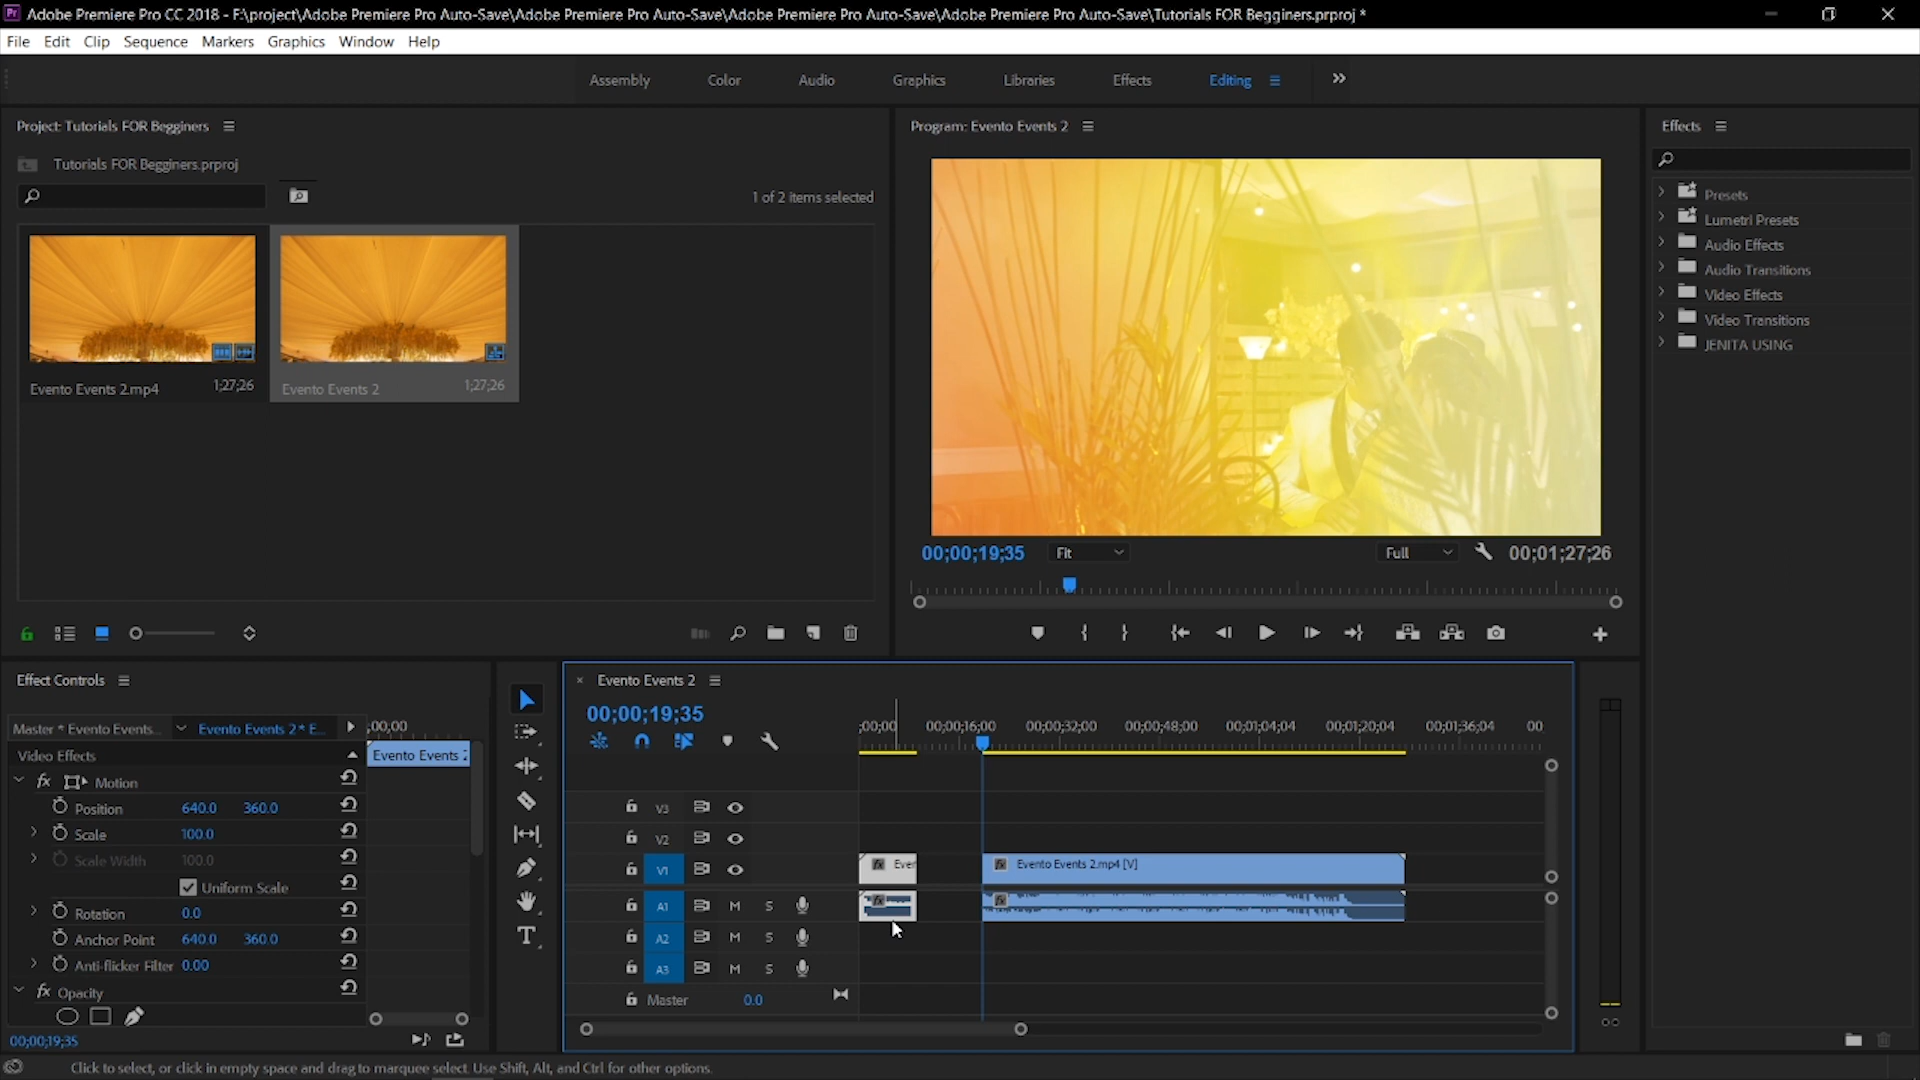 Adobe Premiere Pro CC 2018 - F:\project\Adobe Premiere Pro Auto-Save\Adobe Premiere Pro Auto-Save\Adobe Premiere Pro Auto-Save\Adobe Premiere Pro Auto-Save\Tutorials FOR Begginers.prproj *
File Edit Clip Sequence Markers Graphics Window Help
Assembly Color Audio Graphics Libraries Effects Editing
Project: Tutorials FOR Begginers
Tutorials FOR Begginers.prproj
1 of 2 items selected
Evento Events 2.mp4 1;27;26
Evento Events 2 1;27;26
Program: Evento Events 2
00;00;19;35 Fit Full 00;01;27;26
Effects
Presets
Lumetri Presets
Audio Effects
Audio Transitions
Video Effects
Video Transitions
JENITA USING
Effect Controls
Master * Evento Events... Evento Events 2 * E... ;00;00
Video Effects Evento Events 2
fx Motion
Position 640.0 360.0
Scale 100.0
Scale Width 100.0
Uniform Scale
Rotation 0.0
Anchor Point 640.0 360.0
Anti-flicker Filter 0.00
fx Opacity
00;00;19;35
Evento Events 2
00;00;19;35
;00;00 00;00;16;00 00;00;32;00 00;00;48;00 00;01;04;04 00;01;20;04 00;01;36;04 00;
V3
V2
V1 fx Ever fx Evento Events 2.mp4 [V]
A1 M S fx fx
A2 M S
A3 M S
Master 0.0
Click to select, or click in empty space and drag to marquee select. Use Shift, Alt, and Ctrl for other options.